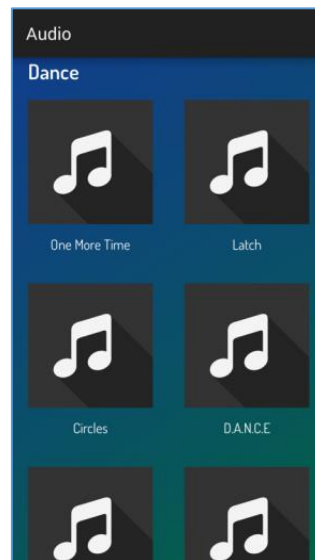 Audio
Dance
One More Time
Latch
Circles
D.A.N.C.E